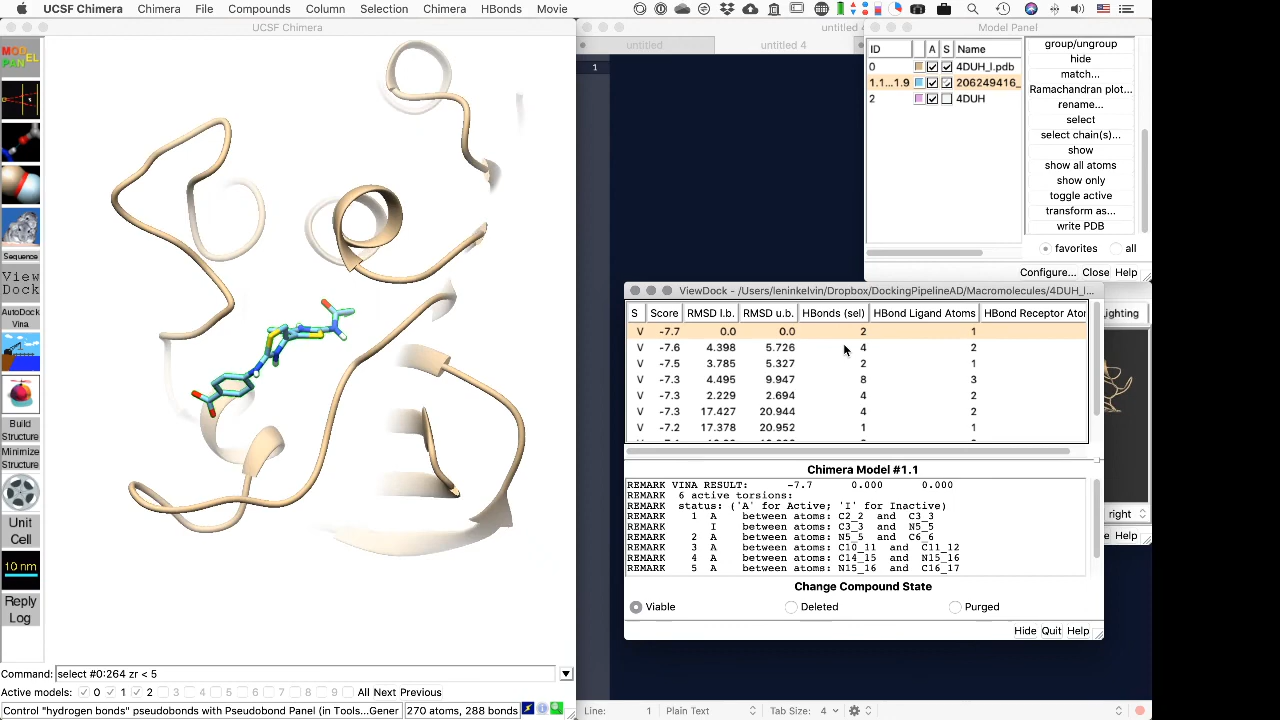 UCSF Chimera Chimera File Compounds Column Selection Chimera HBonds Movie
UCSF Chimera
MOD EL
PAN
Sequence
View
Dock
AutoDock
Vina
Build
Structure
Minimize
Structure
Unit
Cell
10 nm
Reply
Log
Command: select #0:264 zr < 5
Active models: 0 1 2 3 4 5 6 7 8 9 All Next Previous
Control "hydrogen bonds" pseudobonds with Pseudobond Panel (in Tools...Gener 270 atoms, 288 bonds
untitled 4
untitled untitled 4
1
Line: 1 Plain Text Tab Size: 4
Model Panel
ID A S Name
0 4DUH_I.pdb
1.1...1.9 206249416_
2 4DUH
group/ungroup
hide
match...
Ramachandran plot...
rename...
select
select chain(s)...
show
show all atoms
show only
toggle active
transform as...
write PDB
favorites all
Configure... Close Help
ViewDock - /Users/leninkelvin/Dropbox/DockingPipelineAD/Macromolecules/4DUH_I...
S Score RMSD l.b. RMSD u.b. HBonds (sel) HBond Ligand Atoms HBond Receptor Ator
V -7.7 0.0 0.0 2 1
V -7.6 4.398 5.726 4 2
V -7.5 3.785 5.327 2 1
V -7.3 4.495 9.947 8 3
V -7.3 2.229 2.694 4 2
V -7.3 17.427 20.944 4 2
V -7.2 17.378 20.952 1 1
Chimera Model #1.1
REMARK VINA RESULT: -7.7 0.000 0.000
REMARK 6 active torsions:
REMARK status: ('A' for Active; 'I' for Inactive)
REMARK 1 A between atoms: C2_2 and C3_3
REMARK I between atoms: C3_3 and N5_5
REMARK 2 A between atoms: N5_5 and C6_6
REMARK 3 A between atoms: C10_11 and C11_12
REMARK 4 A between atoms: C14_15 and N15_16
REMARK 5 A between atoms: N15_16 and C16_17
Change Compound State
Viable Deleted Purged
Hide Quit Help
ighting
right
Help